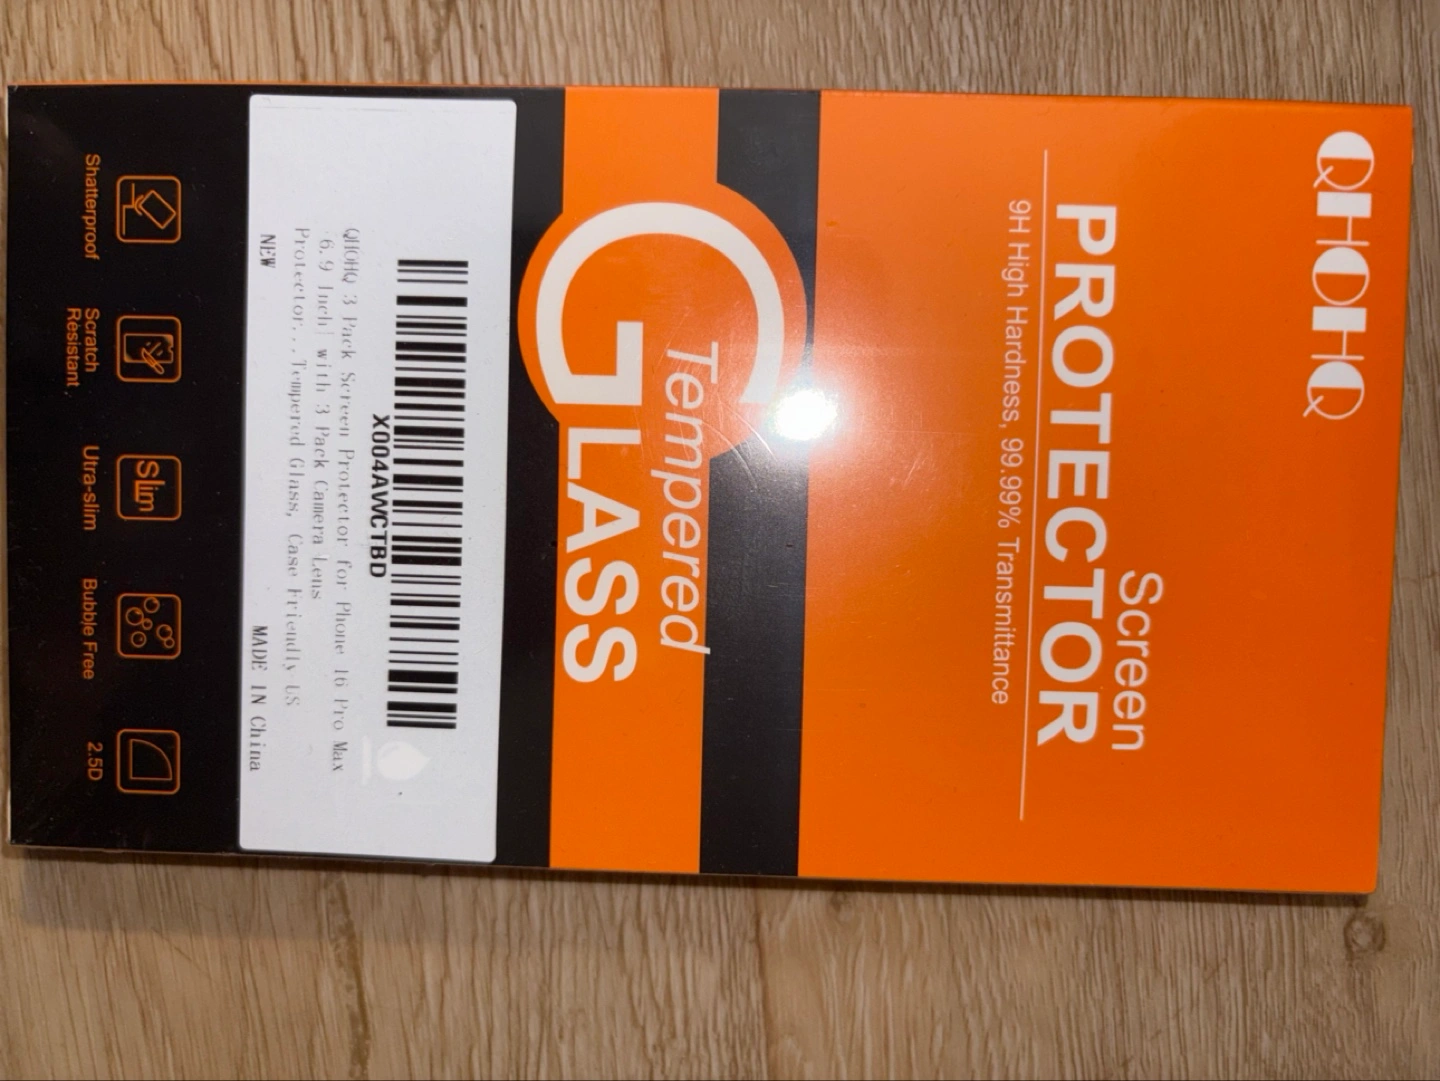 QHOHQ
Screen
PROTECTOR
9H High Hardness, 99.99% Transmittance
Tempered
GLASS
X004AWCTBD
QHOHQ 3 Pack Screen Protector for Phone 16 Pro Max
6.9 Inch with 3 Pack Camera Lens
Protector...Tempered Glass, Case Friendly US
NEW MADE IN China
Slim
Shatterproof
Scratch
Resistant
Utra-slim
Bubble Free
2.5D